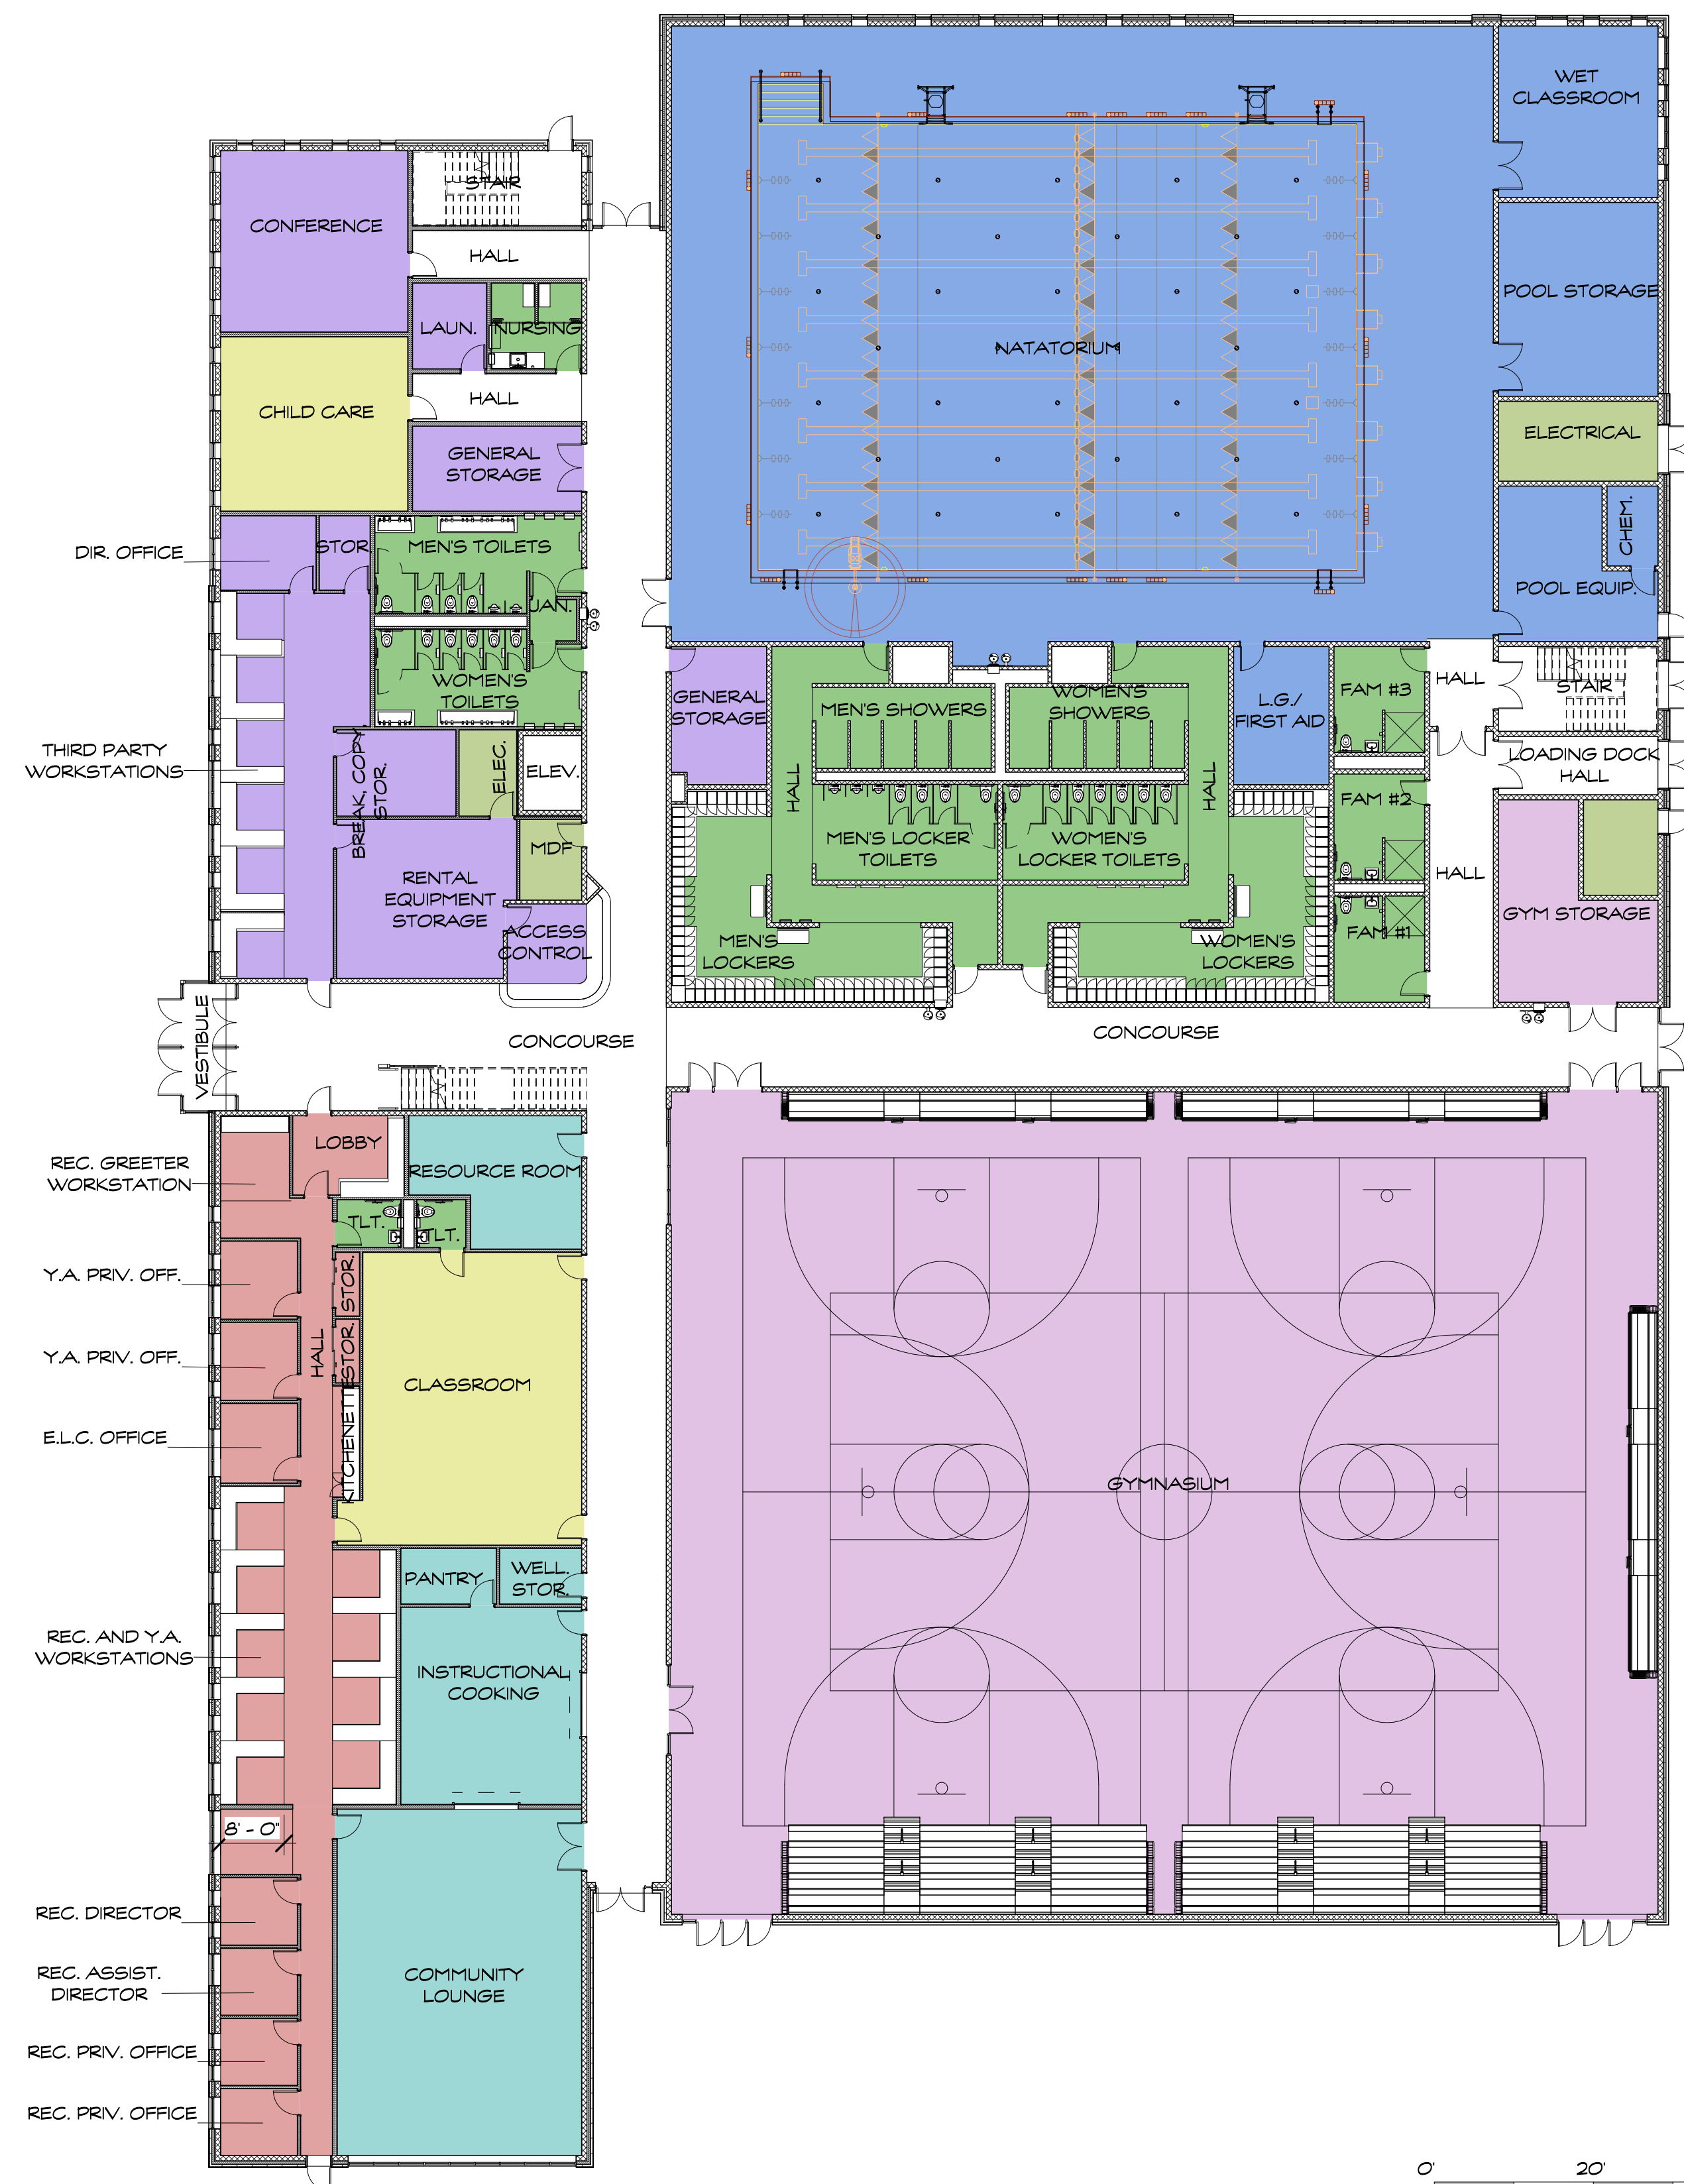 WET
CLASSROOM
STAIR
CONFERENCE
HALL
POOL STORAGE
LAUN.
NURSING
NATATORIUM
HALL
CHILD CARE
ELECTRICAL
GENERAL
STORAGE
CHEM.
DIR. OFFICE
STOR.
MEN'S TOILETS
POOL EQUIP.
JAN.
WOMEN'S
TOILETS
HALL
STAIR
FAM #3
GENERAL
STORAGE
MEN'S SHOWERS
WOMEN'S
SHOWERS
L.G./
FIRST AID
THIRD PARTY
WORKSTATIONS
BREAK, COPY
STOR.
ELEC.
ELEV.
LOADING DOCK
HALL
HALL
HALL
FAM #2
MEN'S LOCKER
TOILETS
WOMEN'S
LOCKER TOILETS
MDF
RENTAL
EQUIPMENT
STORAGE
HALL
GYM STORAGE
ACCESS
CONTROL
FAM #1
MEN'S
LOCKERS
WOMEN'S
LOCKERS
VESTIBULE
CONCOURSE
CONCOURSE
LOBBY
REC. GREETER
WORKSTATION
RESOURCE ROOM
TLT.
TLT.
Y.A. PRIV. OFF.
STOR.
Y.A. PRIV. OFF.
HALL
STOR.
CLASSROOM
E.L.C. OFFICE
KITCHENETTE
GYMNASIUM
PANTRY
WELL.
STOR.
REC. AND Y.A.
WORKSTATIONS
INSTRUCTIONAL
COOKING
8' - 0"
REC. DIRECTOR
REC. ASSIST.
DIRECTOR
COMMUNITY
LOUNGE
REC. PRIV. OFFICE
REC. PRIV. OFFICE
0'
20'